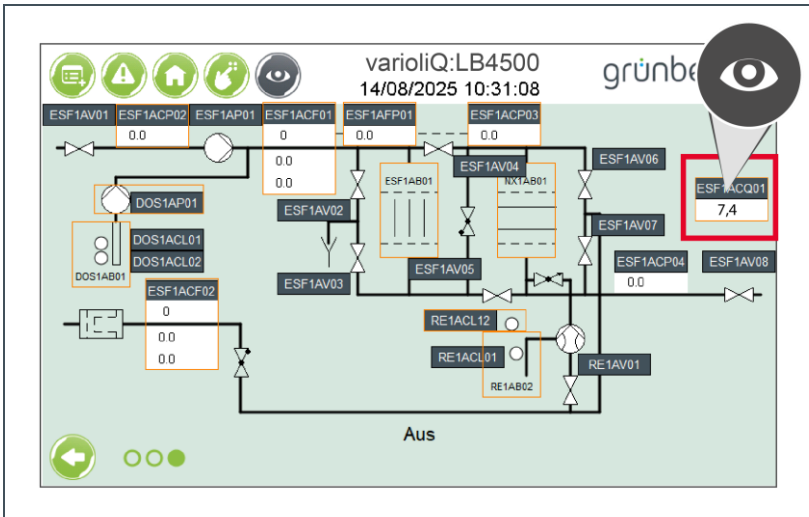 varioliQ:LB4500
14/08/2025 10:31:08
grünbe
ESF1AV01
ESF1ACP02
0.0
ESF1AP01
ESF1ACF01
0
0.0
0.0
ESF1AFP01
ESF1ACP03
0.0
ESF1AV04
ESF1AV06
ESF1ACQ01
7,4
ESF1AB01
NX1AB01
DOS1AP01
ESF1AV02
ESF1AV07
DOS1ACL01
DOS1ACL02
DOS1AB01
ESF1AV03
ESF1AV05
ESF1ACP04
0.0
ESF1AV08
ESF1ACF02
0
0.0
0.0
RE1ACL12
RE1ACL01
RE1AB02
RE1AV01
Aus